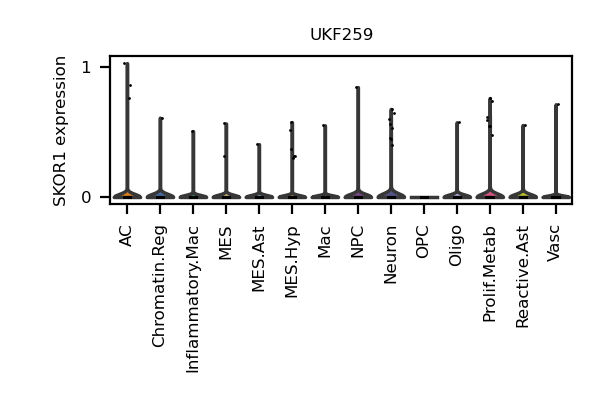 UKF259
SKOR1 expression
1
0
AC
Chromatin.Reg
Inflammatory.Mac
MES
MES.Ast
MES.Hyp
Mac
NPC
Neuron
OPC
Oligo
Prolif.Metab
Reactive.Ast
Vasc